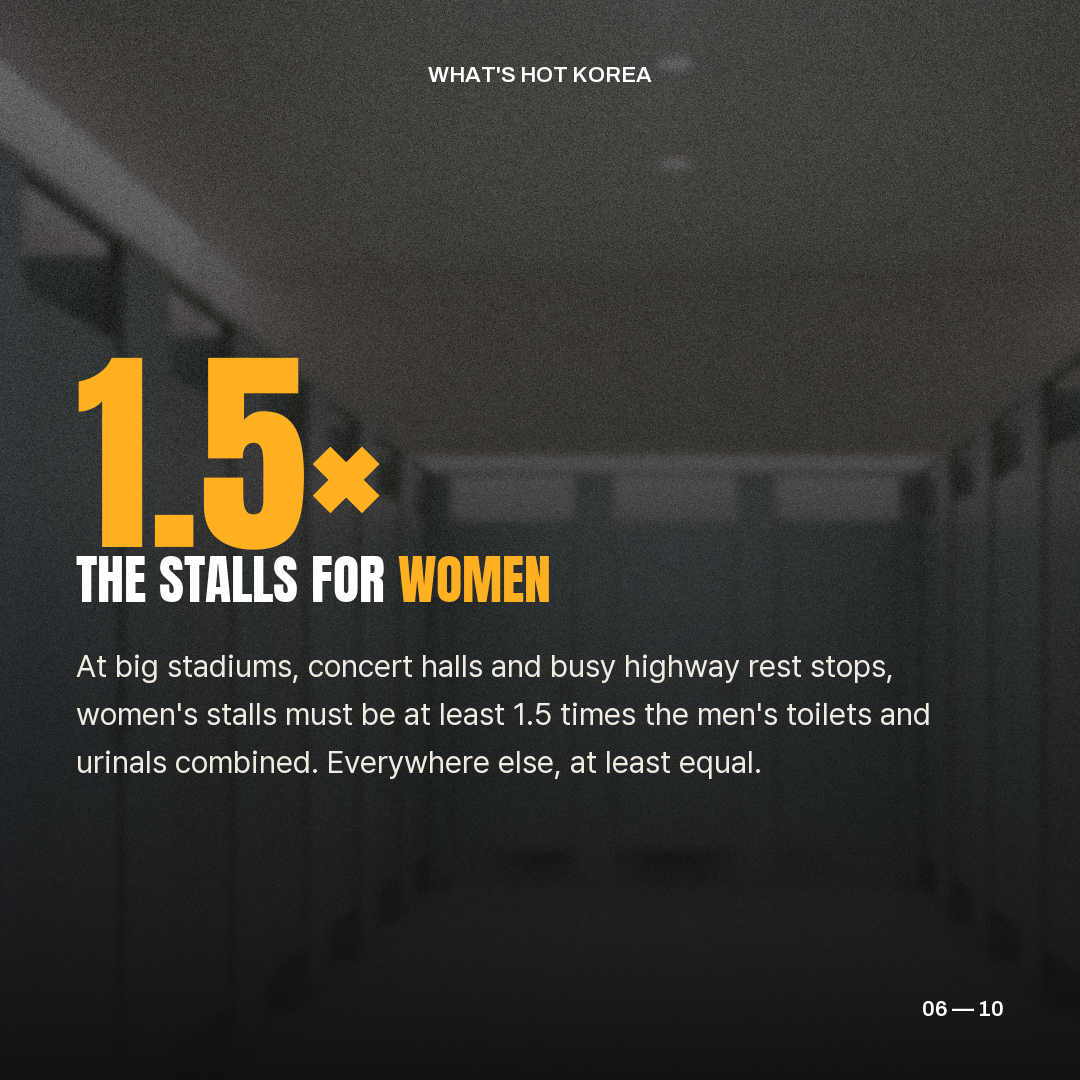 WHAT'S HOT KOREA
1.5×
THE STALLS FOR WOMEN
At big stadiums, concert halls and busy highway rest stops,
women's stalls must be at least 1.5 times the men's toilets and
urinals combined. Everywhere else, at least equal.
06 — 10